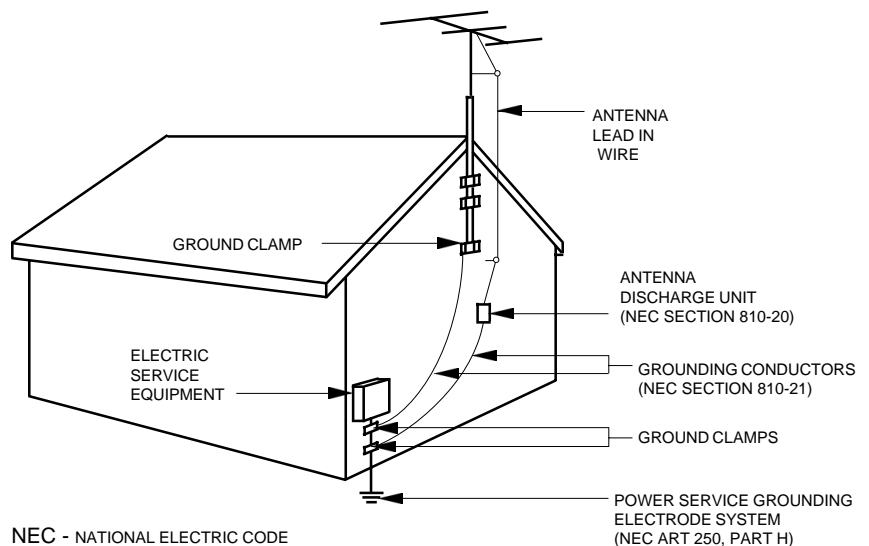 ANTENNA
LEAD IN
WIRE
GROUND CLAMP
ANTENNA
DISCHARGE UNIT
(NEC SECTION 810-20)
ELECTRIC
SERVICE
EQUIPMENT
GROUNDING CONDUCTORS
(NEC SECTION 810-21)
GROUND CLAMPS
POWER SERVICE GROUNDING
ELECTRODE SYSTEM
(NEC ART 250, PART H)
NEC - NATIONAL ELECTRIC CODE